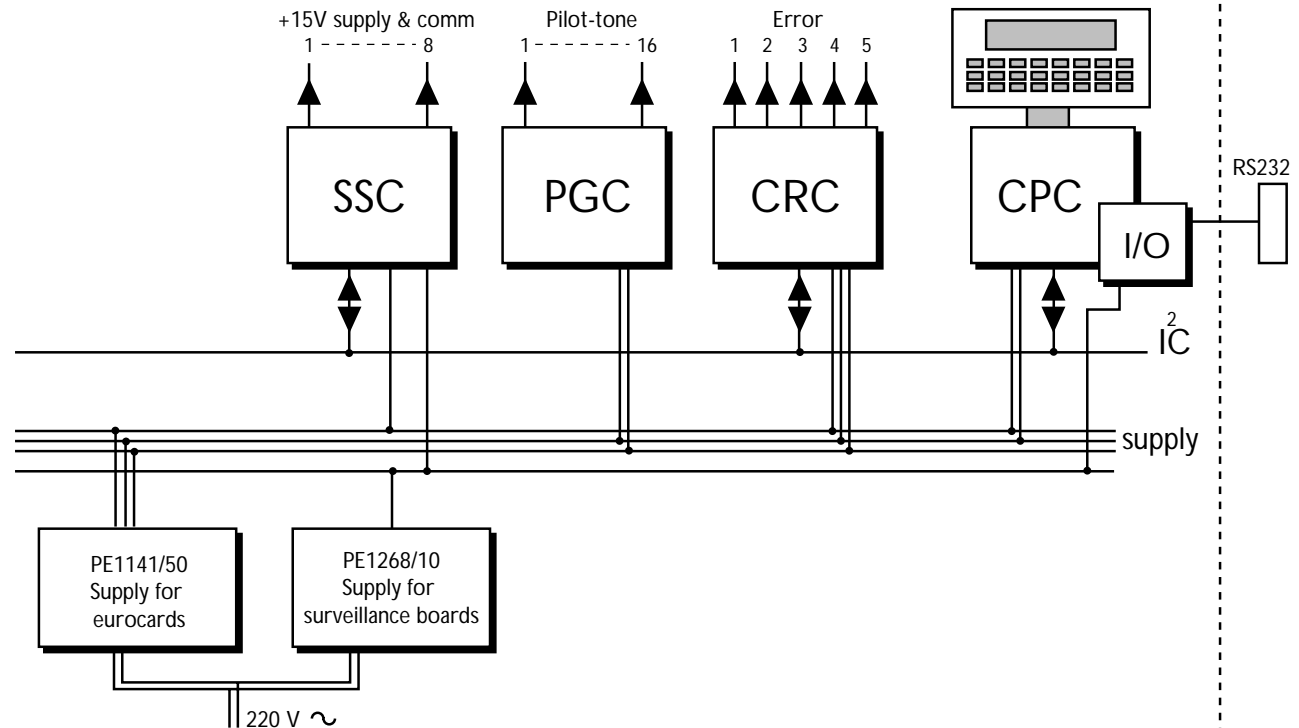 +15V supply & comm
1 - - - - - - - - - 8
Pilot-tone
1 - - - - - - - - - 16
Error
1 2 3 4 5
SSC
PGC
CRC
CPC
I/O
RS232
I²C
supply
PE1141/50
Supply for
eurocards
PE1268/10
Supply for
surveillance boards
220 V ~